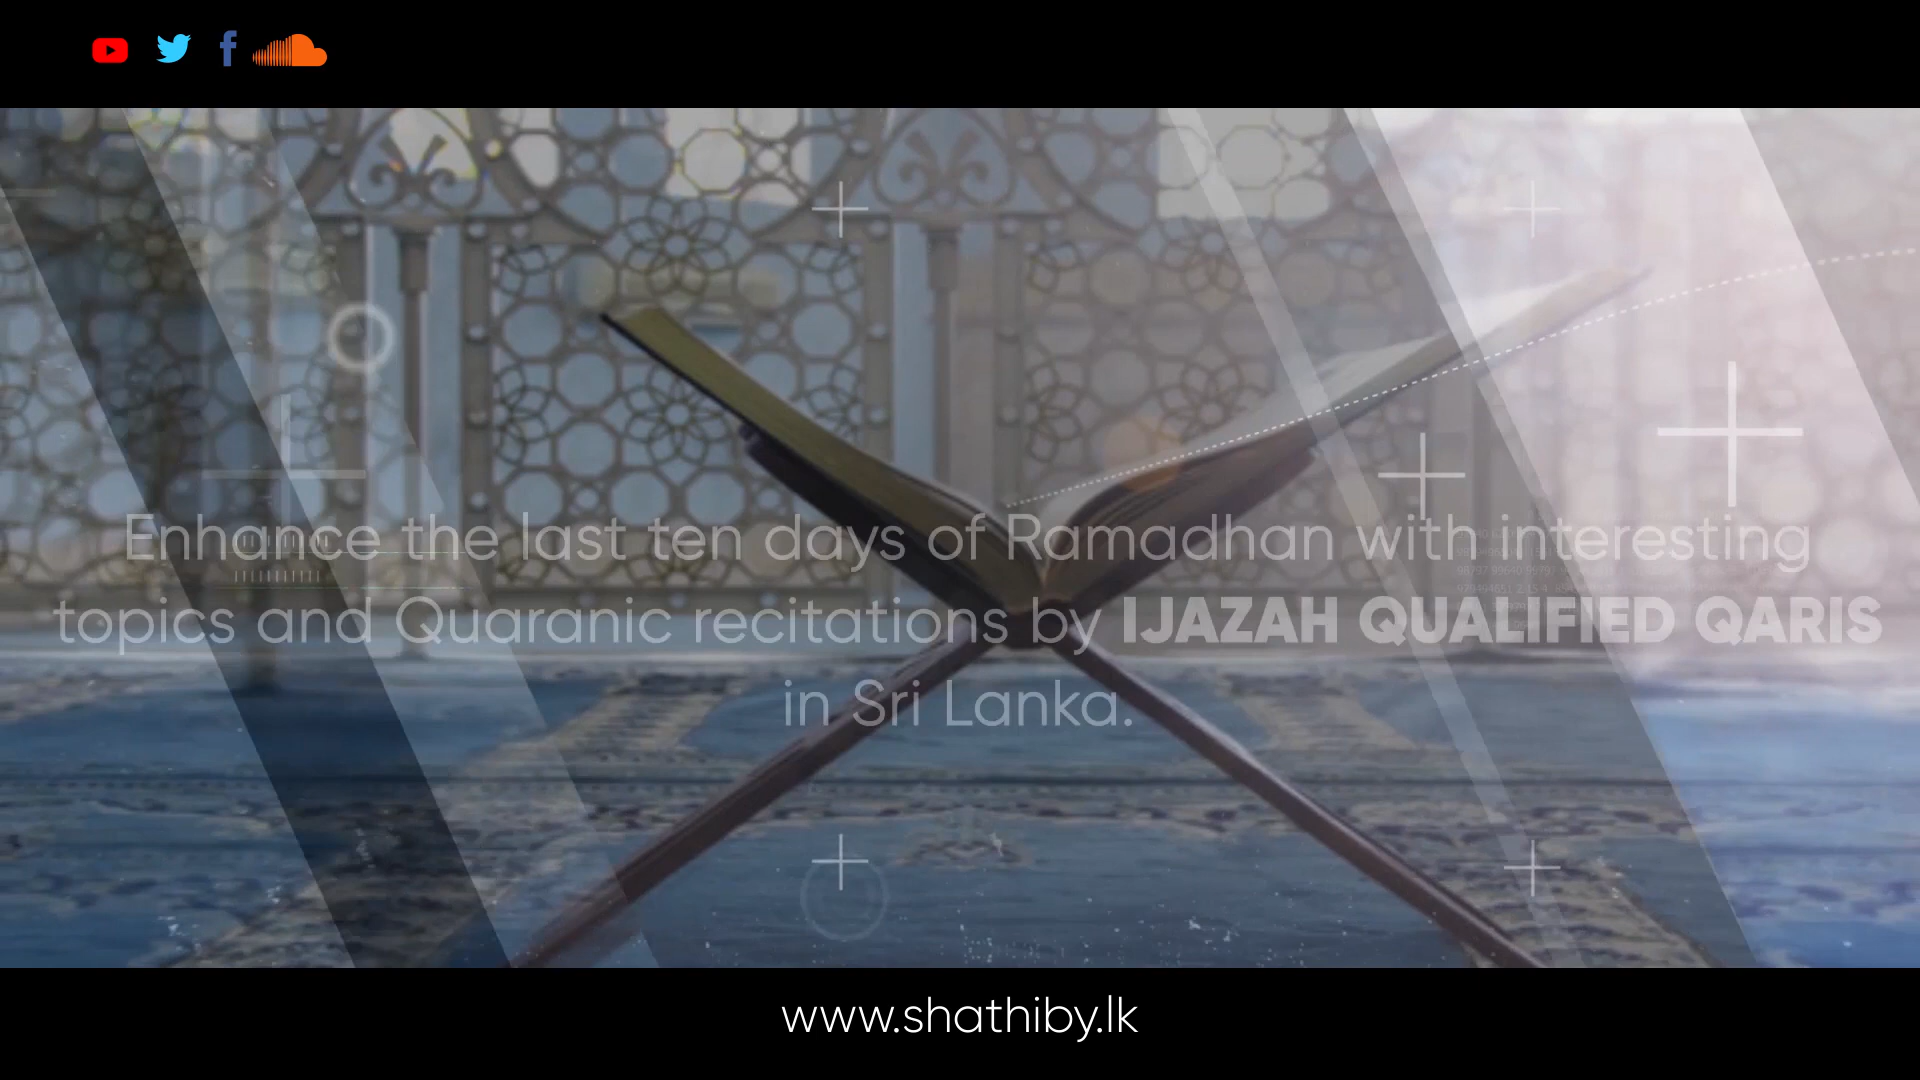 Enhance the last ten days of Ramadhan with interesting
topics and Quaranic recitations by IJAZAH QUALIFIED QARIS
in Sri Lanka.
www.shathiby.lk